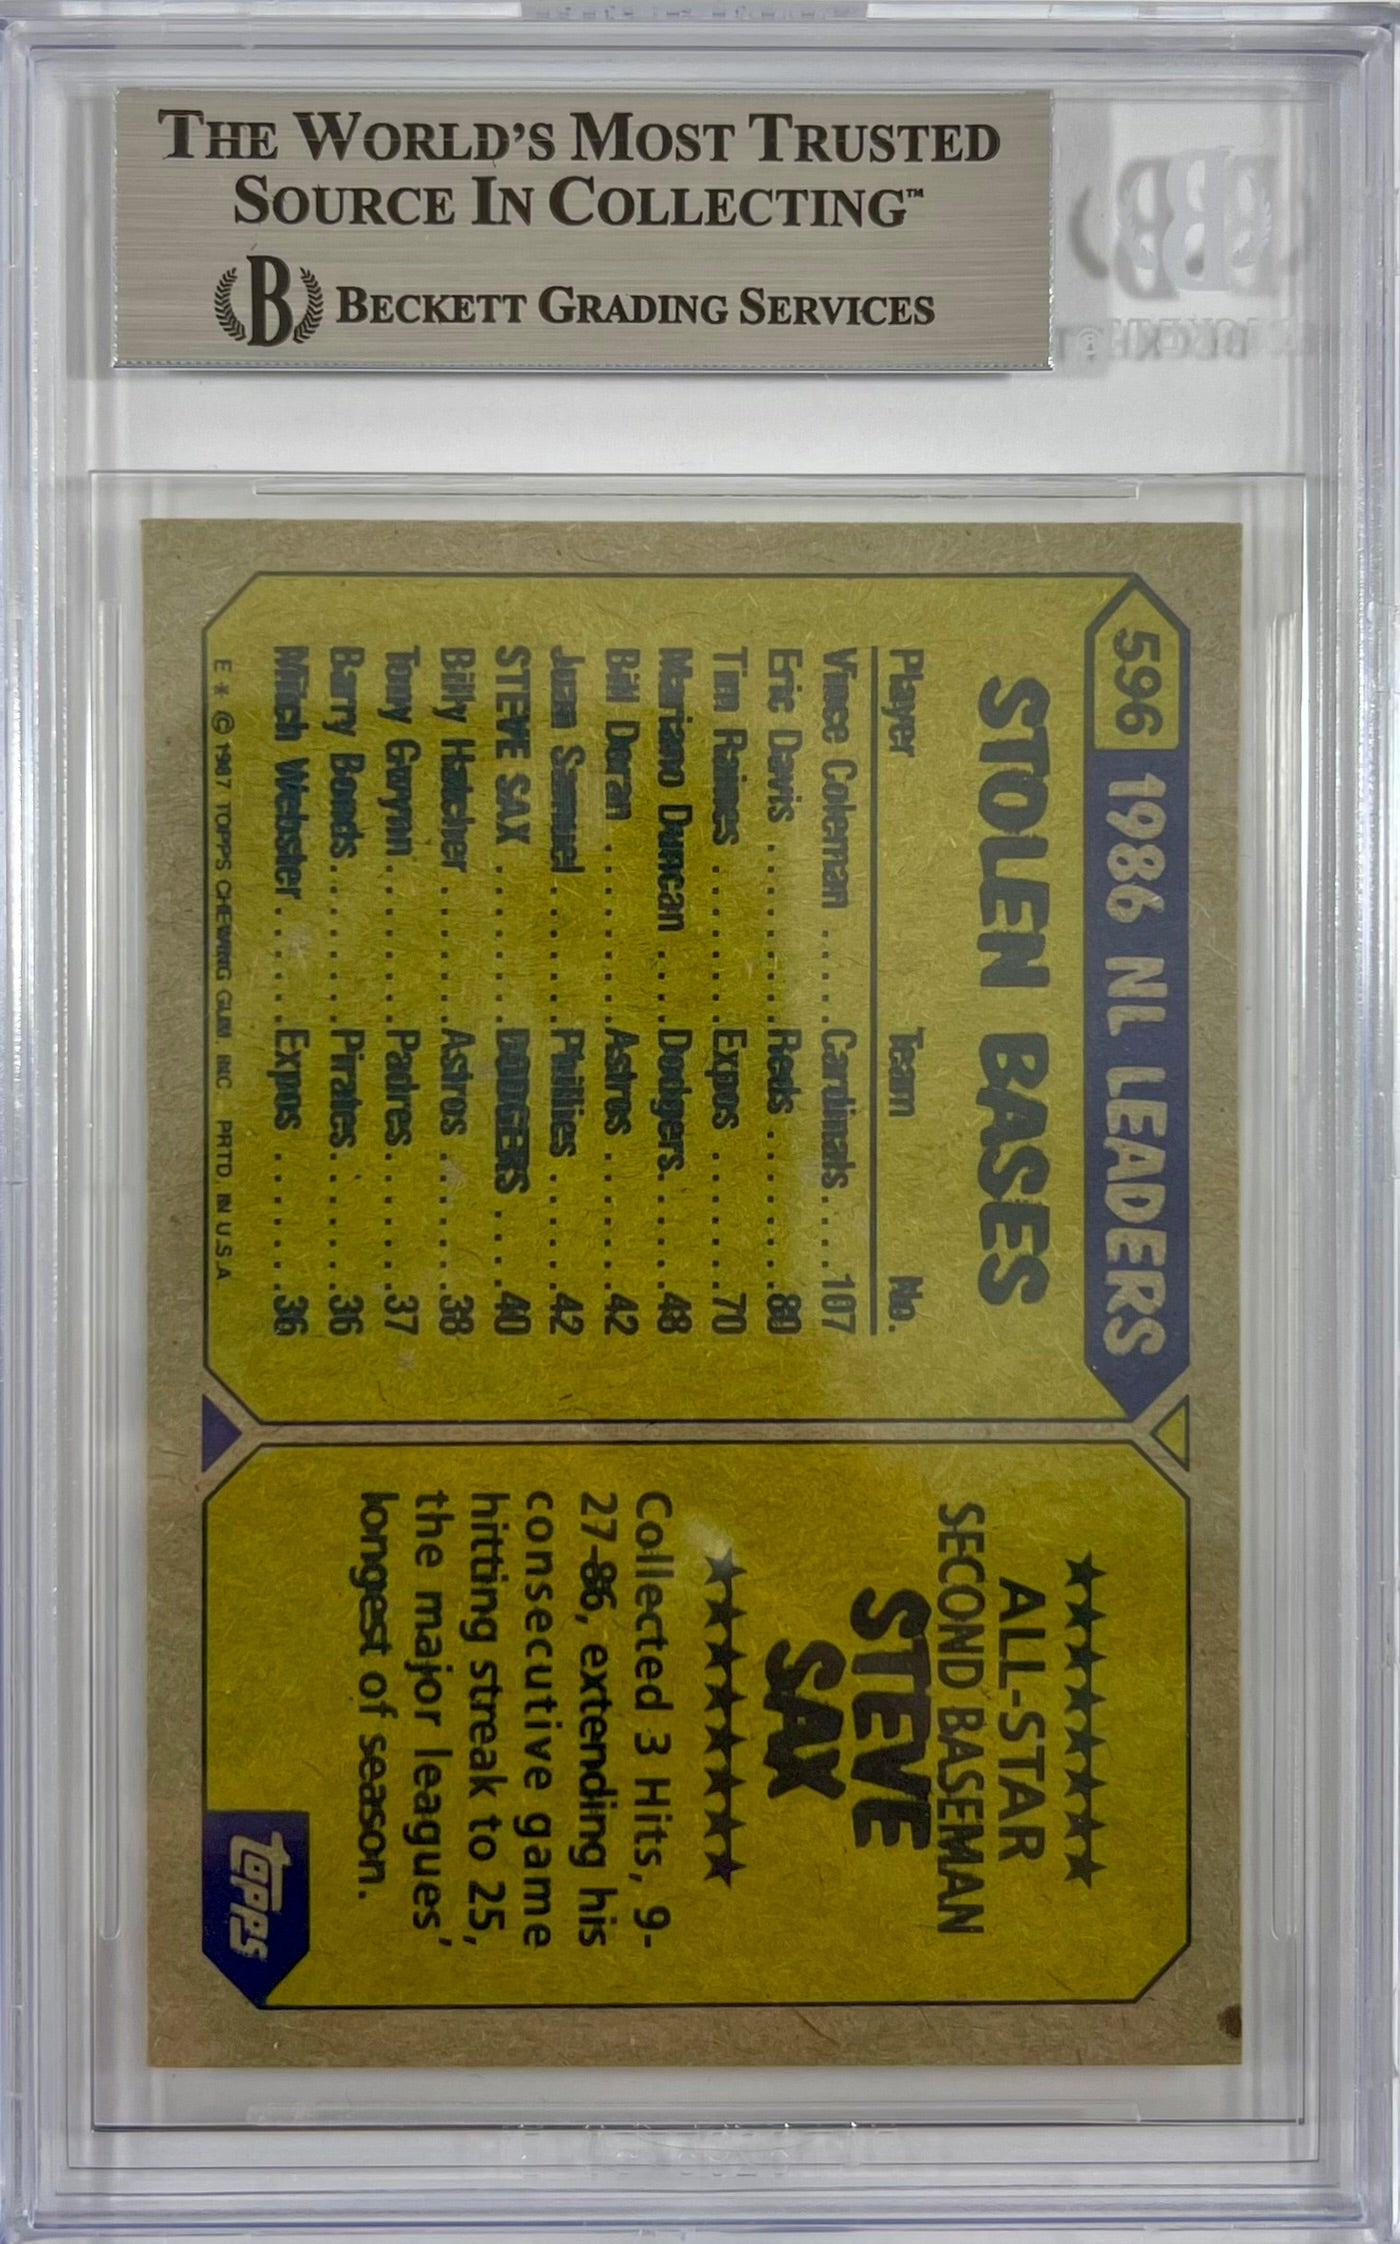 THE WORLD'S MOST TRUSTED
SOURCE IN COLLECTING™
B BECKETT GRADING SERVICES
596 1986 NL LEADERS
STOLEN BASES
Player Team No.
Vince Coleman ......Cardinals....107
Eric Davis ............Reds .........80
Tim Raines ..........Expos ........70
Mariano Duncan .....Dodgers......48
Bill Doran ............Astros ........42
Juan Samuel .........Phillies .......42
STEVE SAX ..........DODGERS ....40
Billy Hatcher .........Astros ........38
Tony Gwynn..........Padres........37
Barry Bonds..........Pirates........36
Mitch Webster .......Expos ........36
E * © 1987 TOPPS CHEWING GUM, INC. PRTD. IN U.S.A.
★★★★★★★★
ALL-STAR
SECOND BASEMAN
STEVE
SAX
★★★★★★★★
Collected 3 Hits, 9-
27-86, extending his
consecutive game
hitting streak to 25,
the major leagues'
longest of season.
topps